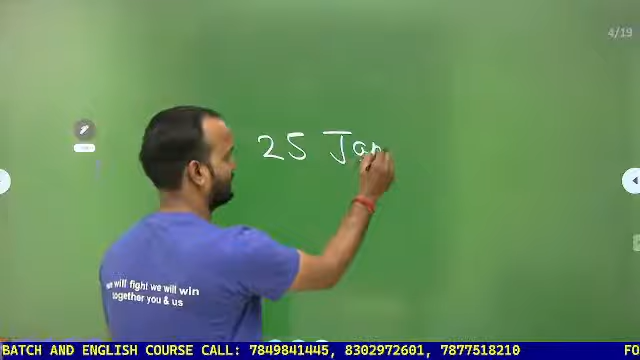 4/19
25 Jan
we will fight we will win
together you & us
BATCH AND ENGLISH COURSE CALL: 7849841445, 8302972601, 7877518210 FO